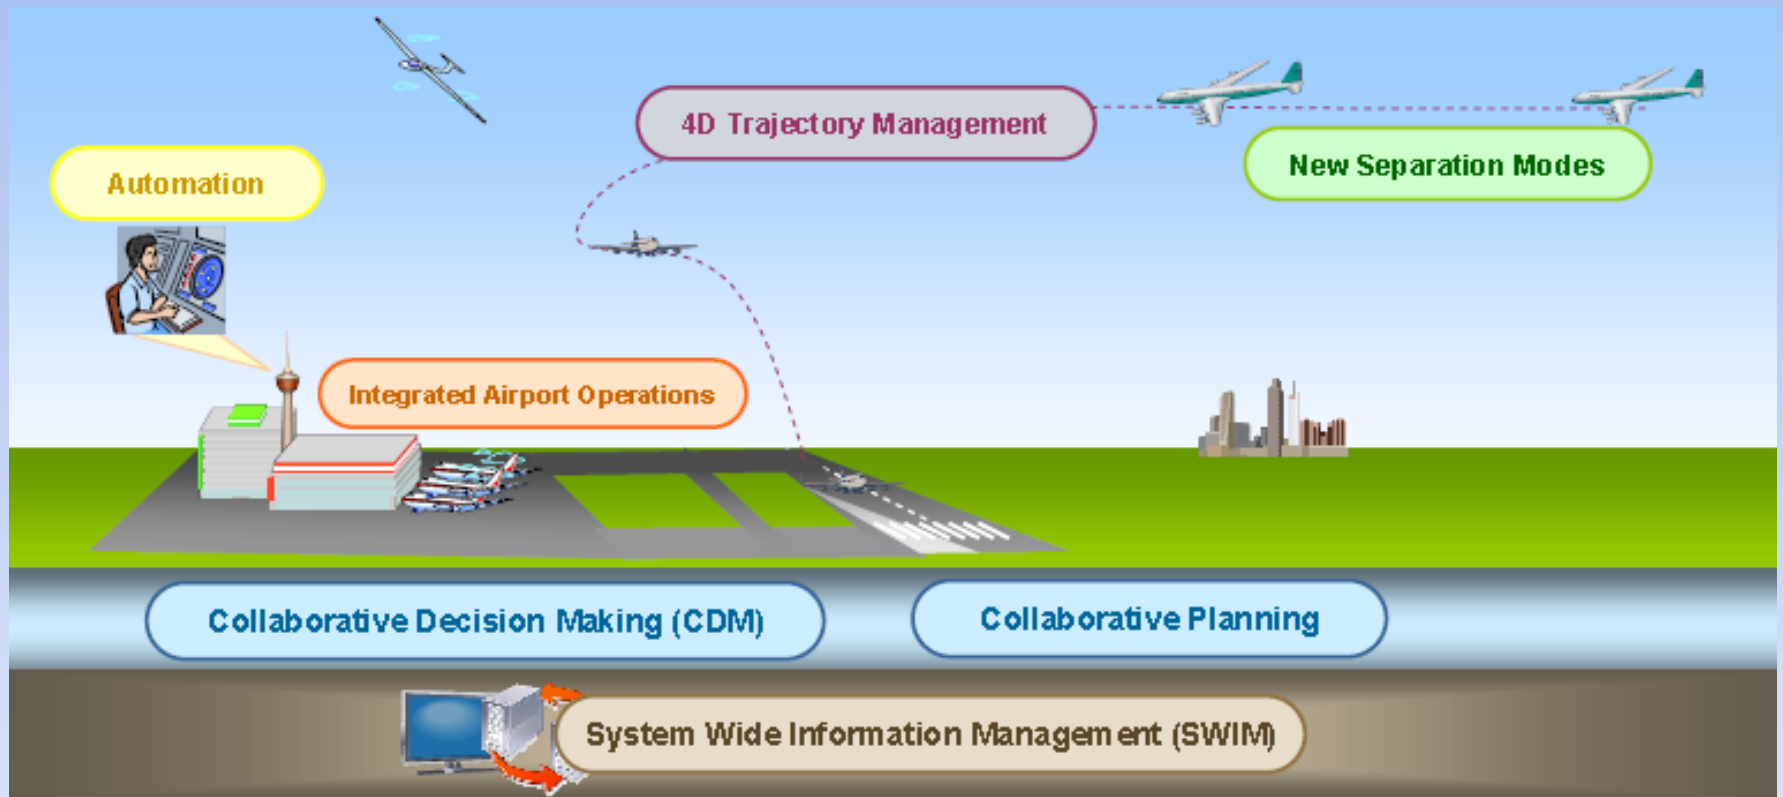 4D Trajectory Management
New Separation Modes
Automation
Integrated Airport Operations
Collaborative Decision Making (CDM)
Collaborative Planning
System Wide Information Management (SWIM)